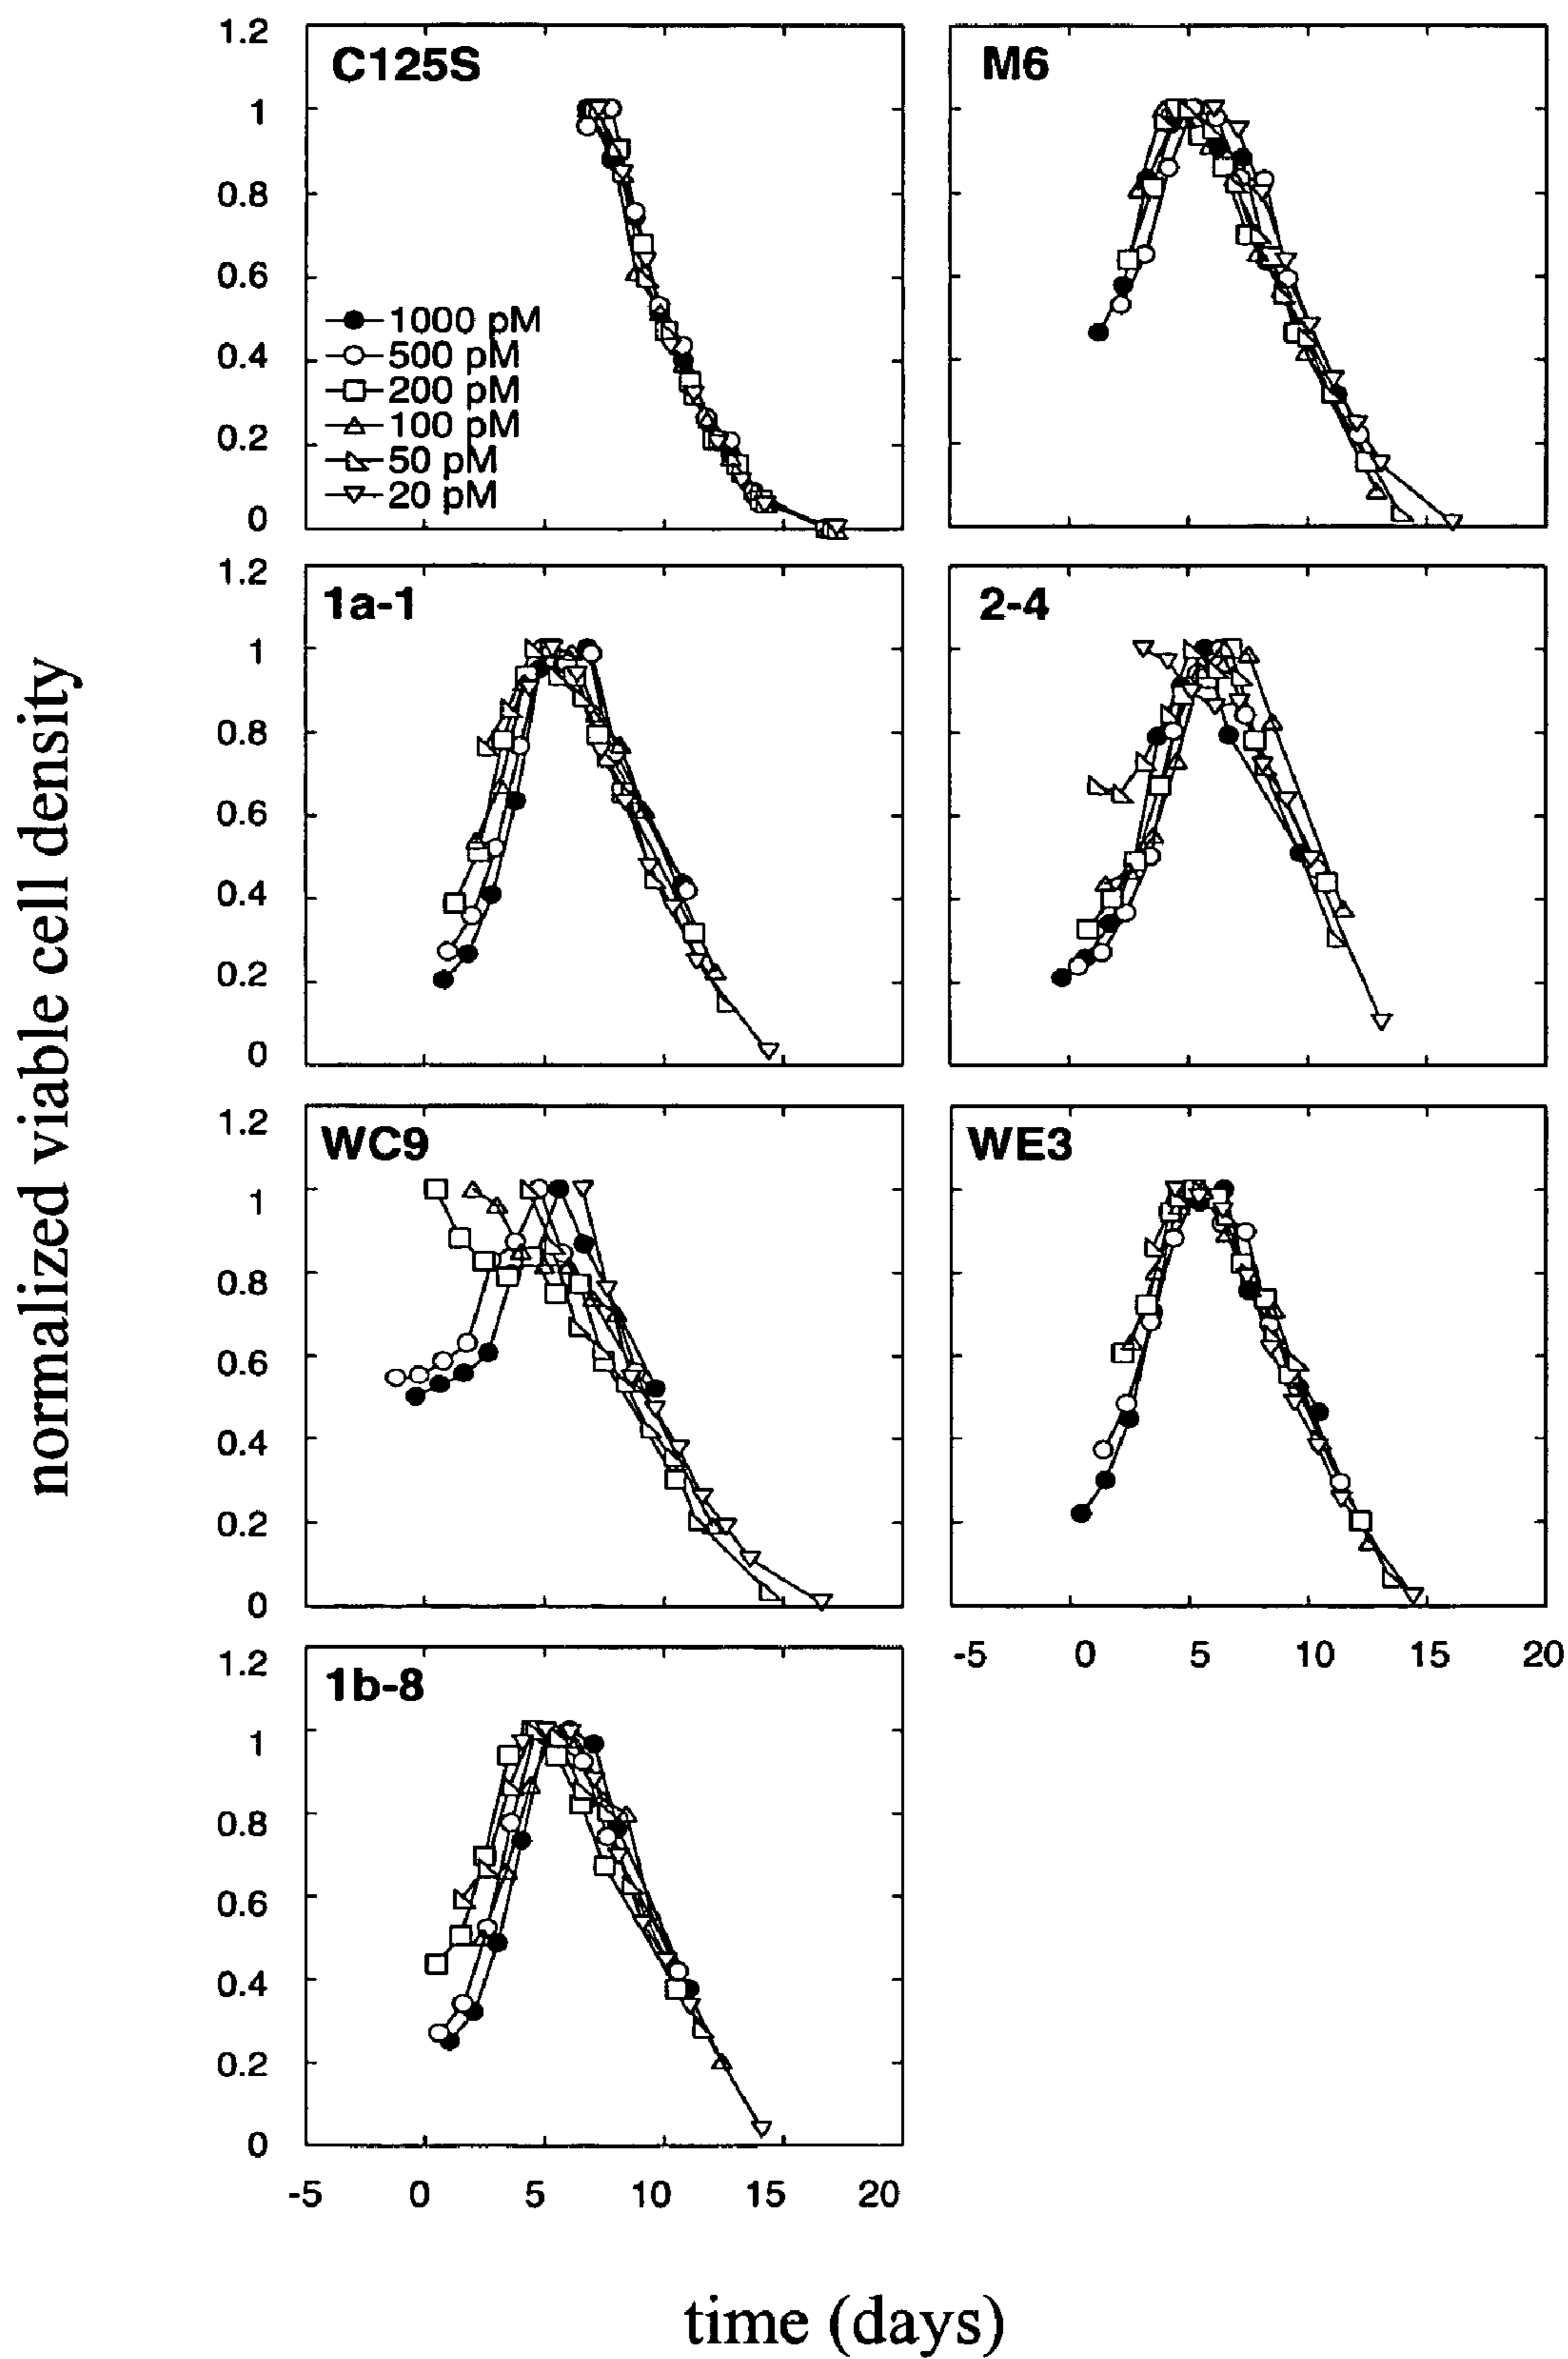 normalized viable cell density
1.2
1
0.8
0.6
0.4
0.2
0
C125S
1000 pM
500 pM
200 pM
100 pM
50 pM
20 pM
M6
1.2
1
0.8
0.6
0.4
0.2
0
1a-1
2-4
1.2
1
0.8
0.6
0.4
0.2
0
WC9
WE3
-5 0 5 10 15 20
1.2
1
0.8
0.6
0.4
0.2
0
1b-8
-5 0 5 10 15 20
time (days)